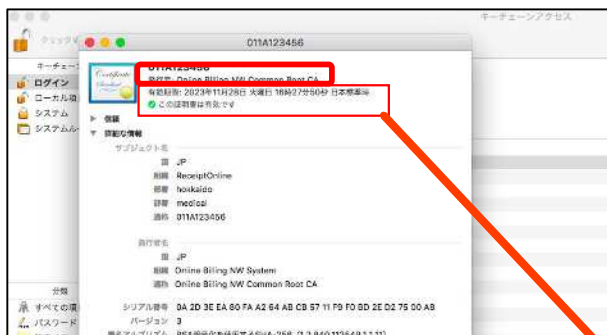 キーチェーンアクセス
クリック
011A123456
キーチェーン
ログイン
ローカル項
システム
システムル
分類
すべての項
パスワード
011A123456
発行元: Online Billing NW Common Root CA
有効期限: 2023年11月28日 火曜日 16時27分50秒 日本標準時
この証明書は有効です
信頼
詳細な情報
サブジェクト名
国 JP
組織 ReceiptOnline
部署 hokkaido
部署 medical
通称 011A123456
発行者名
国 JP
組織 Online Billing NW System
通称 Online Billing NW Common Root CA
シリアル番号 0A 2D 3E EA 80 FA A2 64 AB CB 57 11 F9 F0 BD 2E D2 75 00 AB
バージョン 3